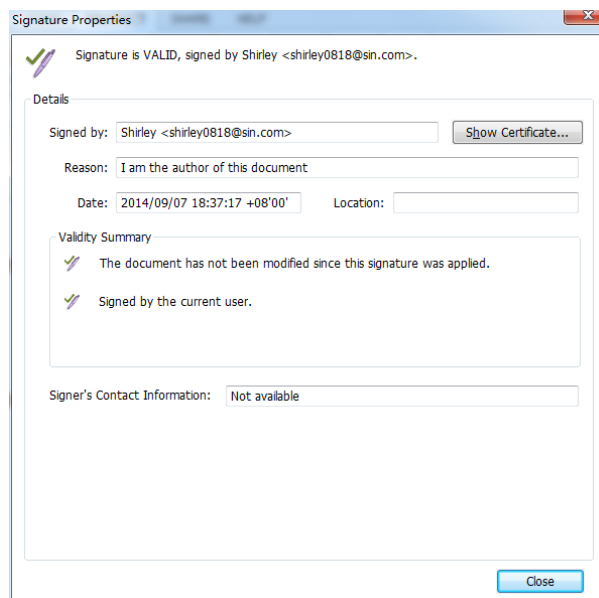 Signature Properties
SHARE HELP
Signature is VALID, signed by Shirley <shirley0818@sin.com>.
Details
Signed by: Shirley <shirley0818@sin.com> Show Certificate...
Reason: I am the author of this document
Date: 2014/09/07 18:37:17 +08'00' Location:
Validity Summary
The document has not been modified since this signature was applied.
Signed by the current user.
Signer's Contact Information: Not available
Close